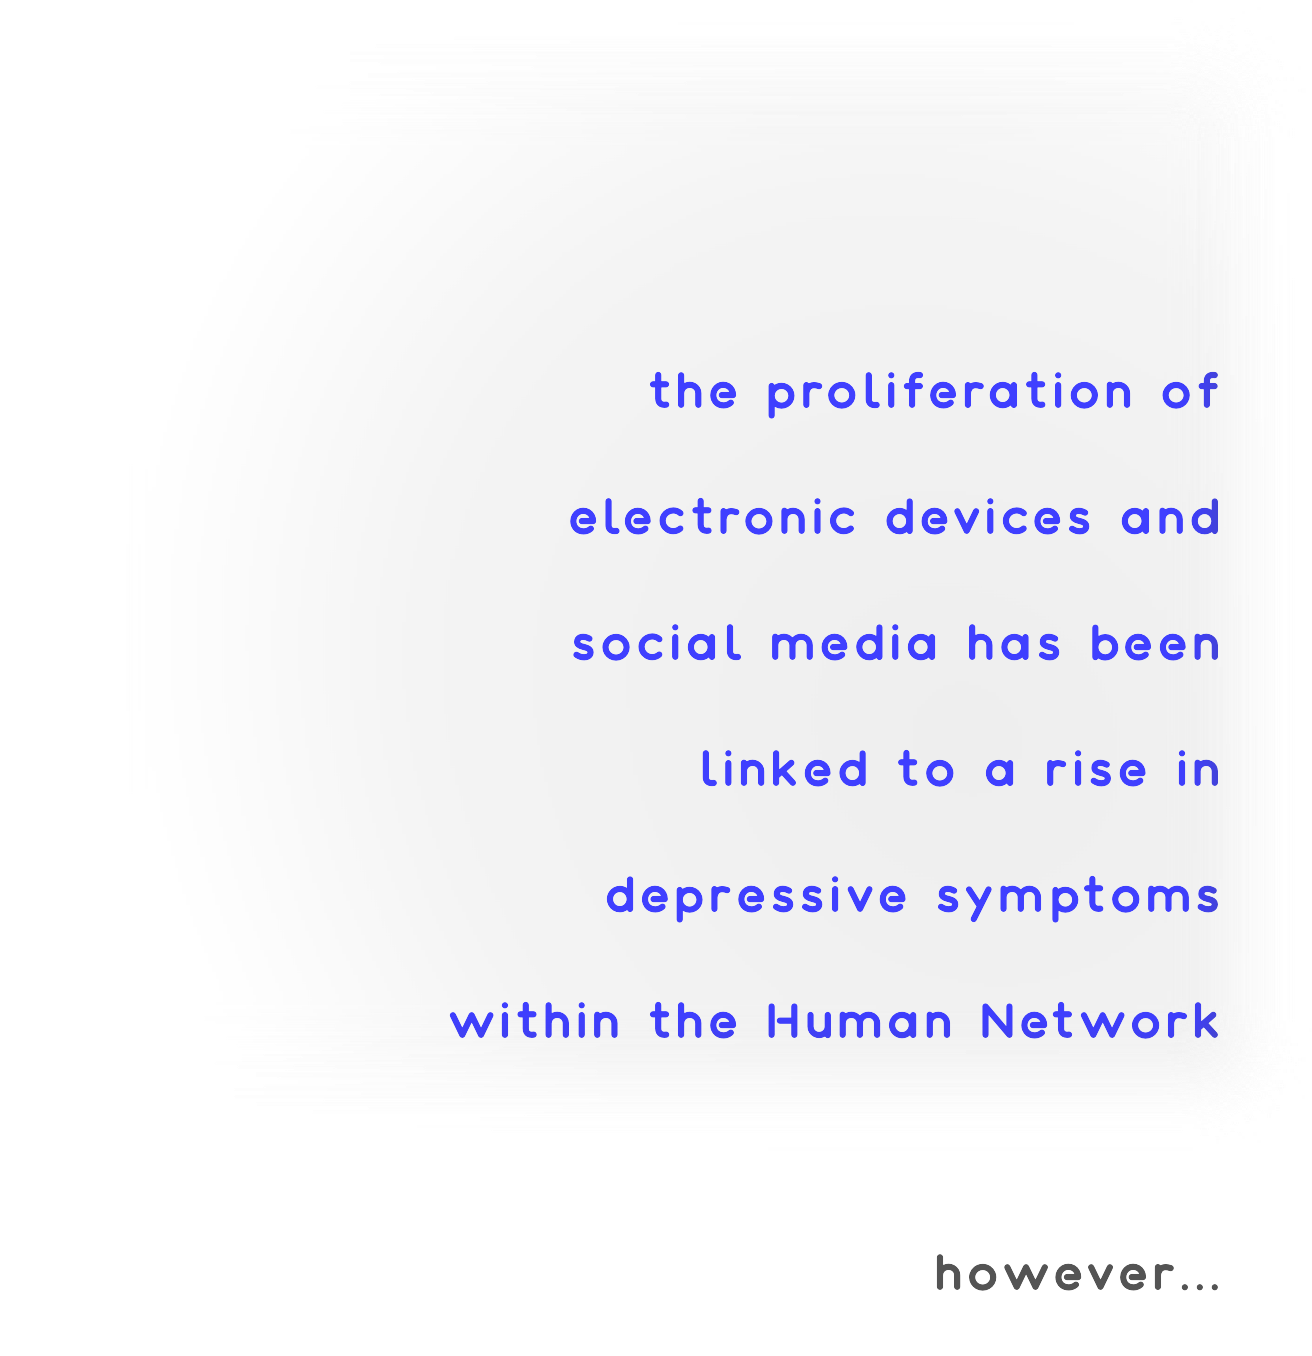 the proliferation of
electronic devices and
social media has been
linked to a rise in
depressive symptoms
within the Human Network
however...